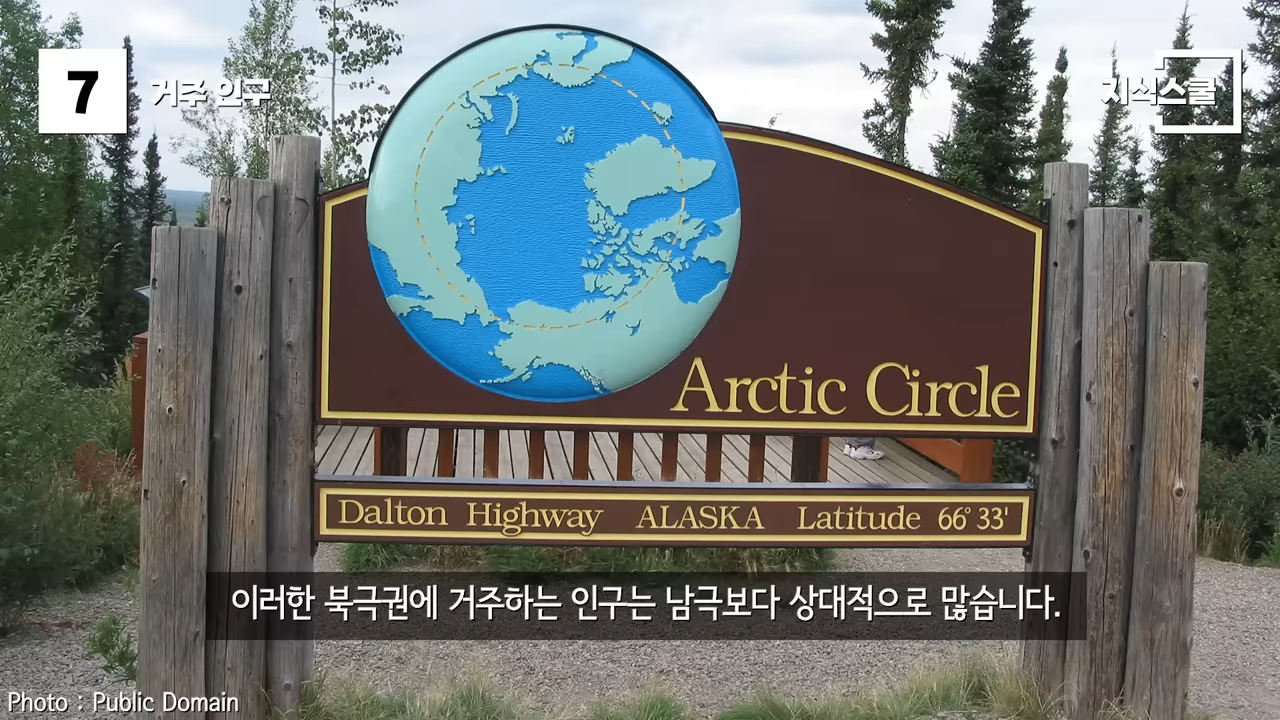 7 거주 인구
지식스쿨
Arctic Circle
Dalton Highway ALASKA Latitude 66° 33'
이러한 북극권에 거주하는 인구는 남극보다 상대적으로 많습니다.
Photo : Public Domain